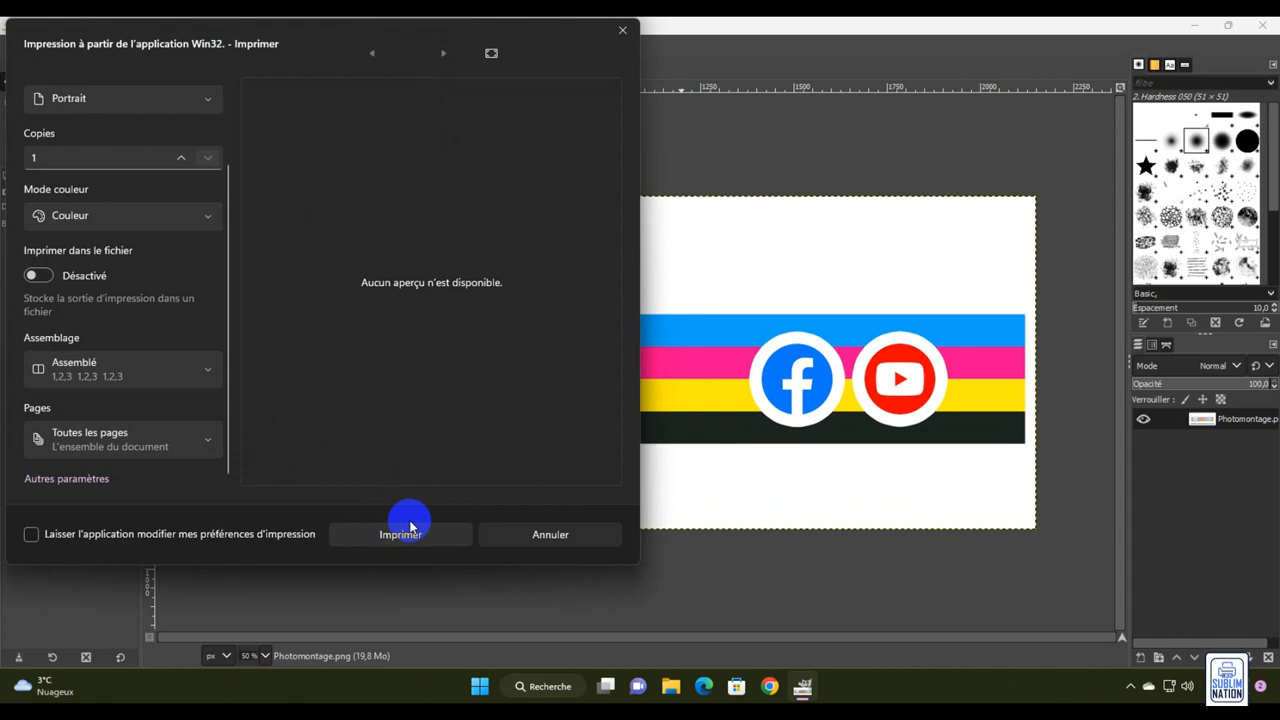 Impression à partir de l'application Win32. - Imprimer
Portrait
Copies
1
Mode couleur
Couleur
Imprimer dans le fichier
Désactivé
Stocke la sortie d'impression dans un
fichier
Assemblage
Assemblé
1,2,3 1,2,3 1,2,3
Pages
Toutes les pages
L'ensemble du document
Autres paramètres
Aucun aperçu n'est disponible.
Laisser l'application modifier mes préférences d'impression
Imprimer
Annuler
1250
1500
1750
2000
2250
filtre
2. Hardness 050 (51 × 51)
Basic,
Espacement
10,0
Mode
Normal
Opacité
100,0
Verrouiller :
Photomontage.p
px
50 %
Photomontage.png (19,8 Mo)
3°C
Nuageux
Recherche
SUBLIM
NATION
2